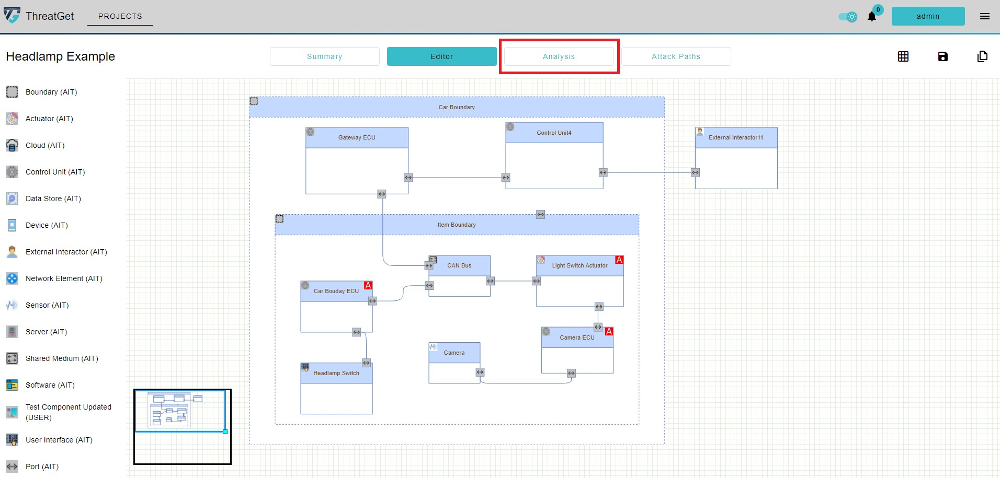 ThreatGet
PROJECTS
0
admin
Headlamp Example
Summary
Editor
Analysis
Attack Paths
Boundary (AIT)
Actuator (AIT)
Cloud (AIT)
Control Unit (AIT)
Data Store (AIT)
Device (AIT)
External Interactor (AIT)
Network Element (AIT)
Sensor (AIT)
Server (AIT)
Shared Medium (AIT)
Software (AIT)
Test Component Updated
(USER)
User Interface (AIT)
Port (AIT)
Car Boundary
Gateway ECU
Control Unit4
External Interactor11
Item Boundary
CAN Bus
Light Switch Actuator
A
Car Bouday ECU
A
Camera ECU
A
Camera
Headlamp Switch